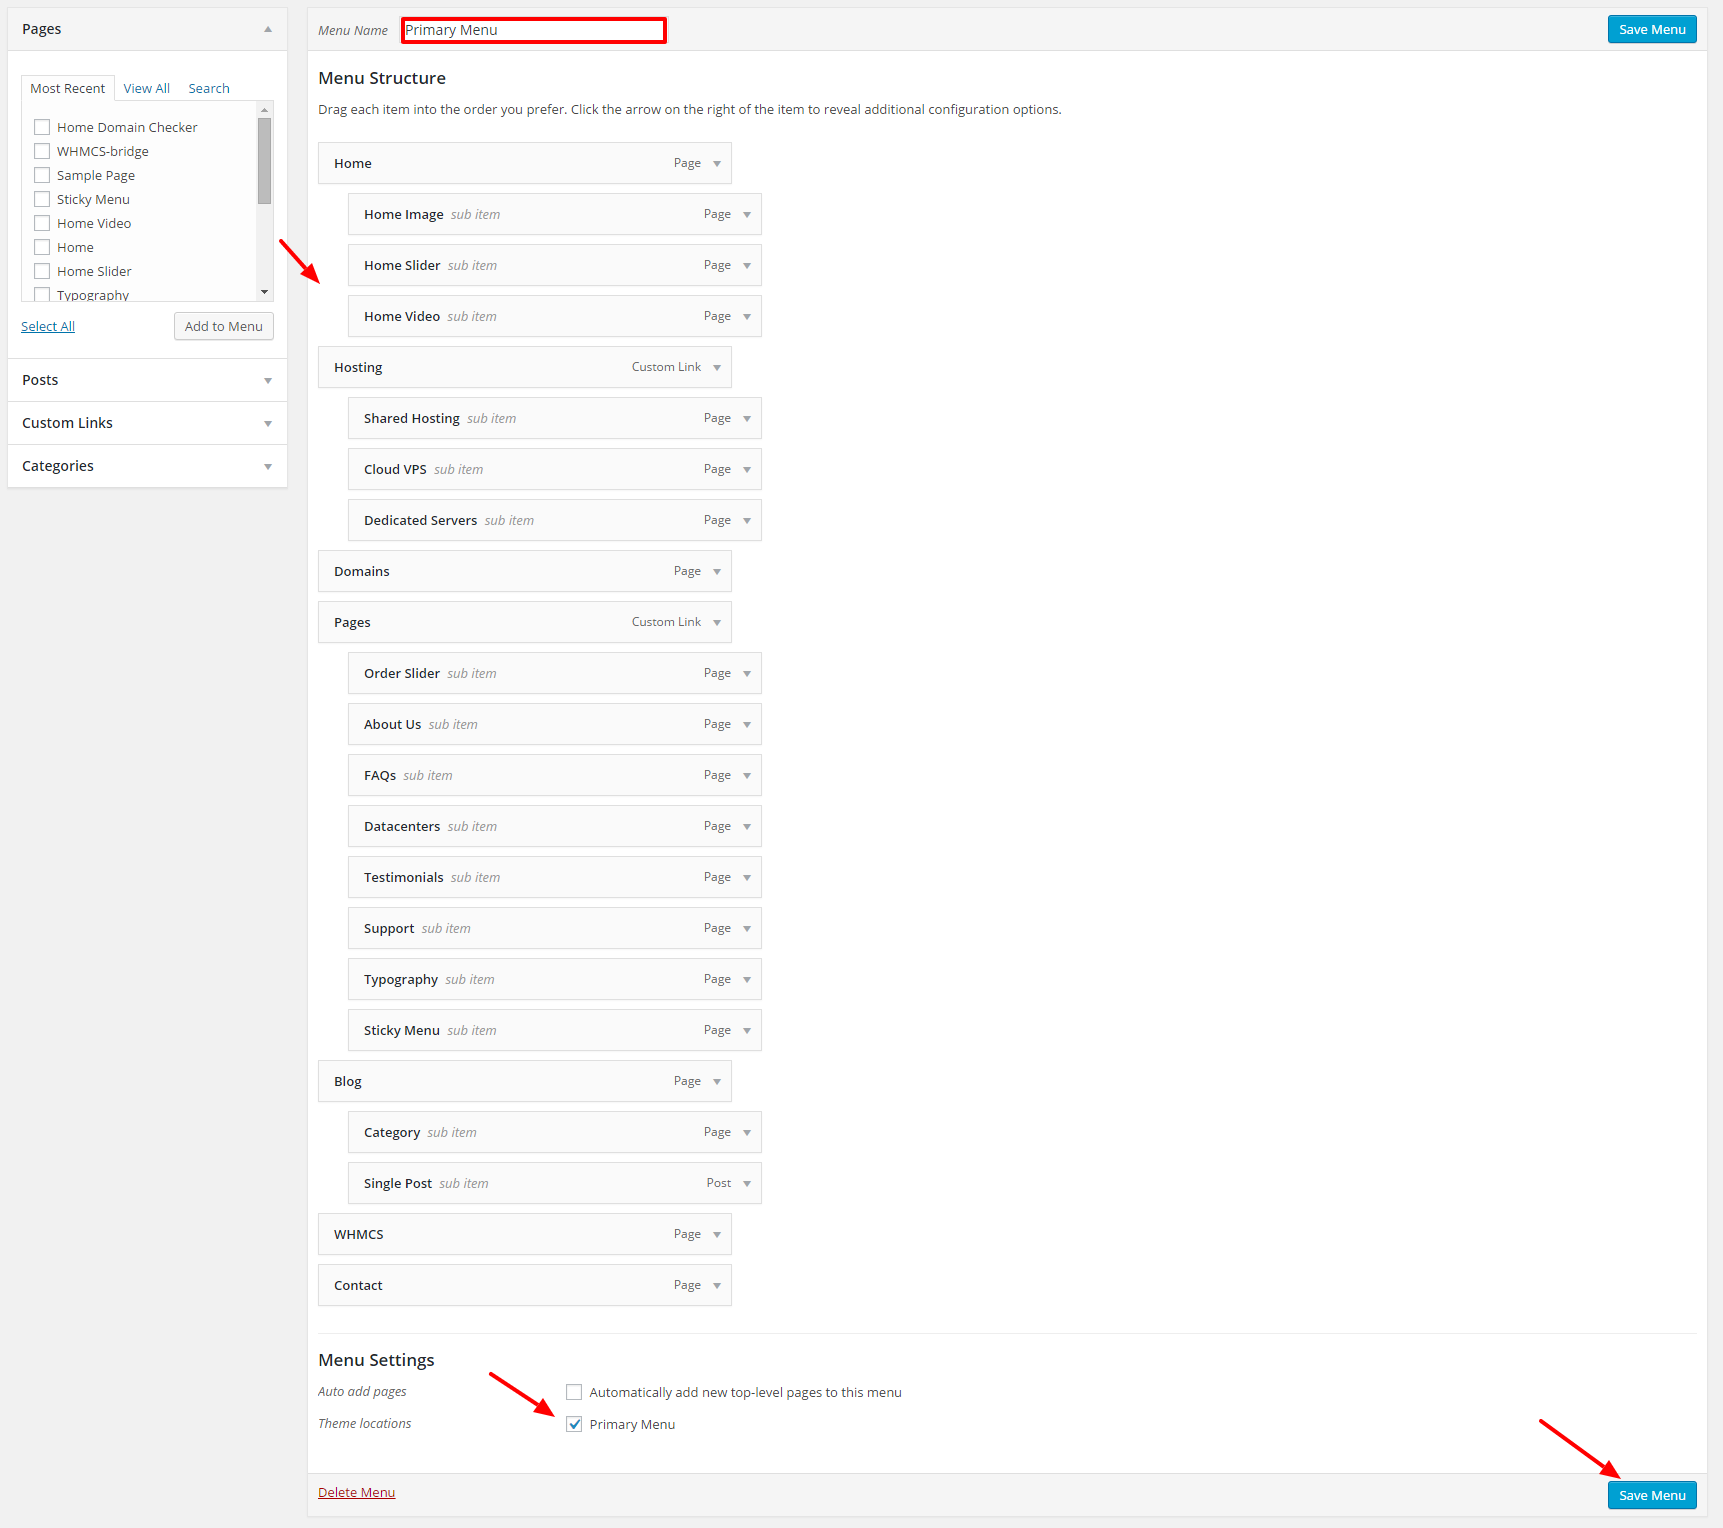 Pages
Most Recent View All Search
Home Domain Checker
WHMCS-bridge
Sample Page
Sticky Menu
Home Video
Home
Home Slider
Typography
Select All Add to Menu
Posts
Custom Links
Categories
Menu Name Primary Menu Save Menu
Menu Structure
Drag each item into the order you prefer. Click the arrow on the right of the item to reveal additional configuration options.
Home Page
Home Image sub item Page
Home Slider sub item Page
Home Video sub item Page
Hosting Custom Link
Shared Hosting sub item Page
Cloud VPS sub item Page
Dedicated Servers sub item Page
Domains Page
Pages Custom Link
Order Slider sub item Page
About Us sub item Page
FAQs sub item Page
Datacenters sub item Page
Testimonials sub item Page
Support sub item Page
Typography sub item Page
Sticky Menu sub item Page
Blog Page
Category sub item Page
Single Post sub item Post
WHMCS Page
Contact Page
Menu Settings
Auto add pages Automatically add new top-level pages to this menu
Theme locations Primary Menu
Delete Menu Save Menu